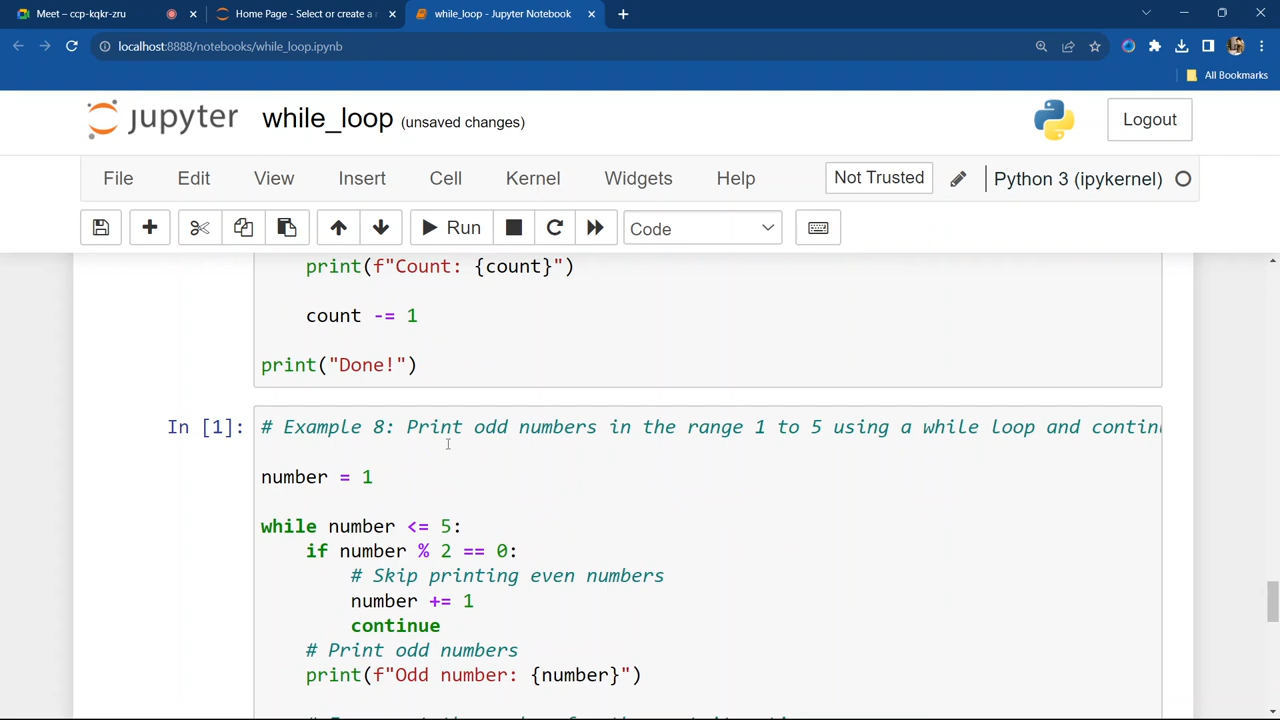 Meet – ccp-kqkr-zru
Home Page - Select or create a
while_loop - Jupyter Notebook
localhost:8888/notebooks/while_loop.ipynb
All Bookmarks
jupyter while_loop (unsaved changes)
Logout
File Edit View Insert Cell Kernel Widgets Help
Not Trusted
Python 3 (ipykernel)
Run
Code
print(f"Count: {count}")
count -= 1
print("Done!")
In [1]: # Example 8: Print odd numbers in the range 1 to 5 using a while loop and contin
number = 1
while number <= 5:
if number % 2 == 0:
# Skip printing even numbers
number += 1
continue
# Print odd numbers
print(f"Odd number: {number}")